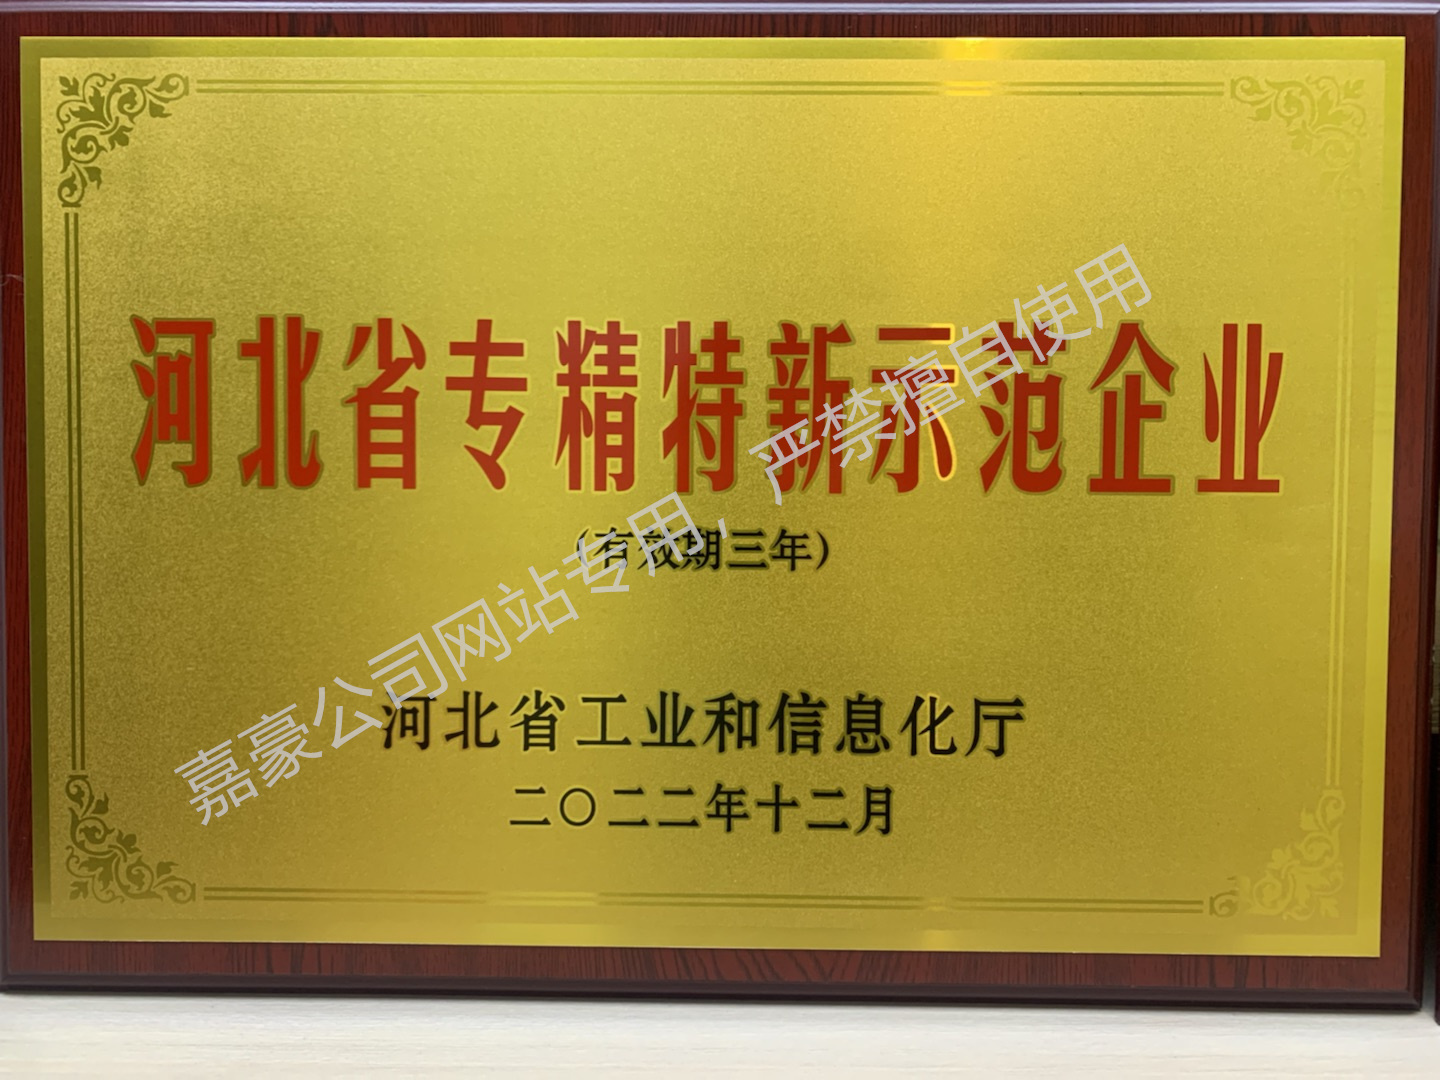 河北省专精特新示范企业
(有效期三年)
河北省工业和信息化厅
二〇二二年十二月
嘉豪公司网站专用，严禁擅自使用